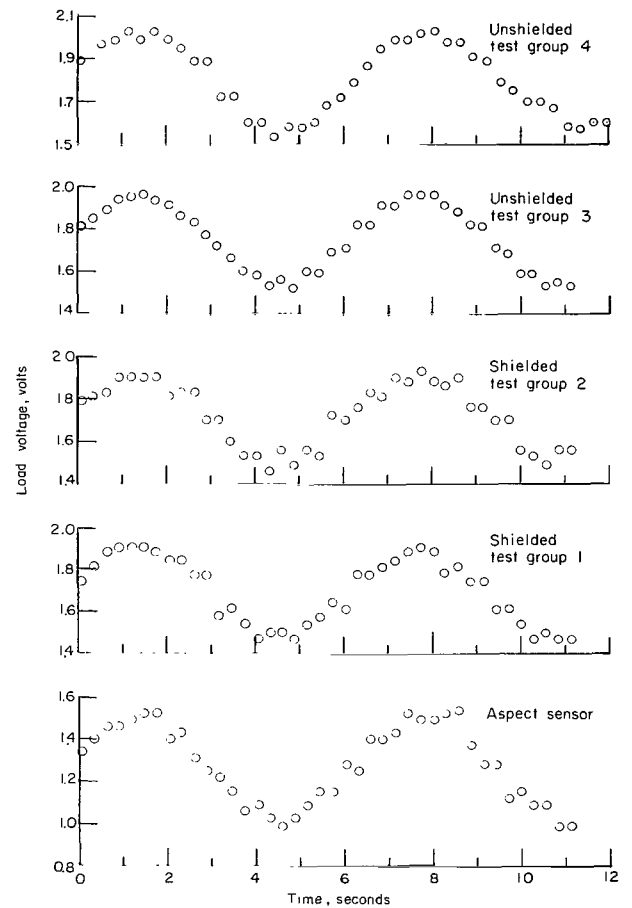 2.1
1.9
1.7
1.5
Unshielded
test group 4
2.0
1.8
1.6
1.4
Unshielded
test group 3
2.0
1.8
1.6
1.4
Shielded
test group 2
2.0
1.8
1.6
1.4
Shielded
test group 1
1.6
1.4
1.2
1.0
0.8
Aspect sensor
Load voltage, volts
0 2 4 6 8 10 12
Time, seconds